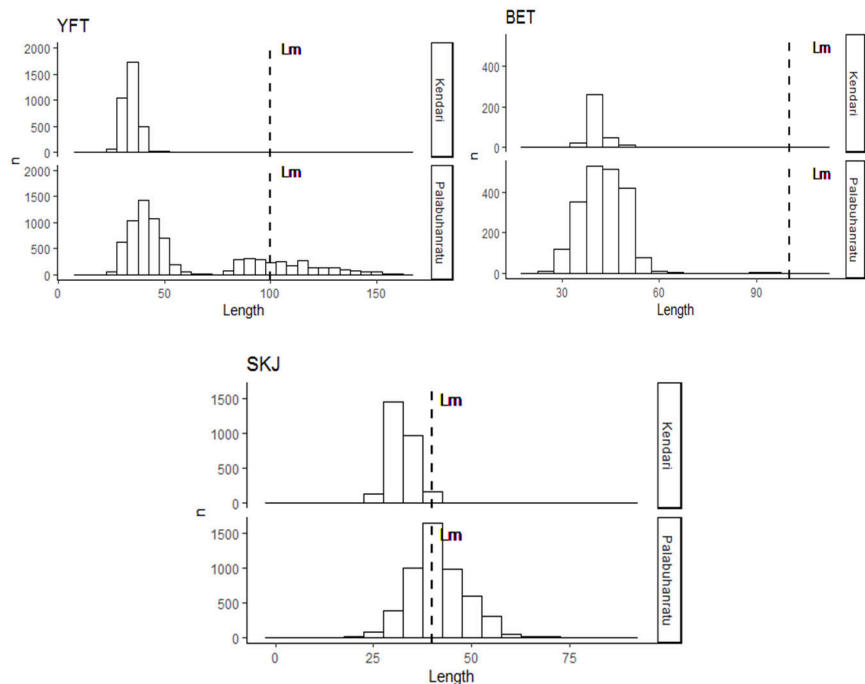 YFT
2000
1500
1000
500
0
Lm
Kendari
n
2000
1500
1000
500
0
Lm
Palabuhanratu
0 50 100 150
Length
BET
400
200
0
Lm
Kendari
n
400
200
0
Lm
Palabuhanratu
30 60 90
Length
SKJ
1500
1000
500
0
Lm
Kendari
n
1500
1000
500
0
Lm
Palabuhanratu
0 25 50 75
Length